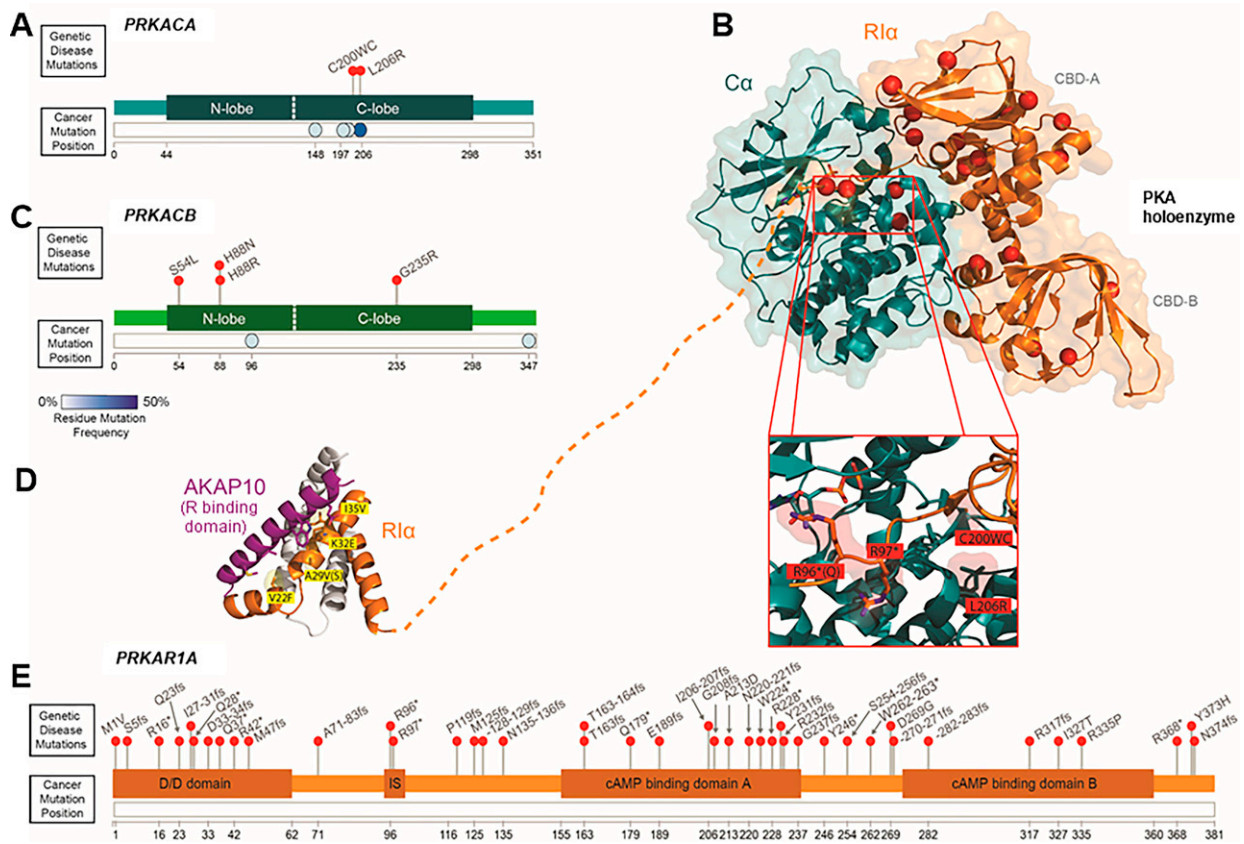 A
PRKACA
Genetic
Disease
Mutations
C200WC
L206R
N-lobe
C-lobe
Cancer
Mutation
Position
0
44
148
197
206
298
351
B
RIα
Cα
CBD-A
PKA
holoenzyme
CBD-B
R97*
C200WC
R96*(Q)
L206R
C
PRKACB
Genetic
Disease
Mutations
S54L
H88N
H88R
G235R
N-lobe
C-lobe
Cancer
Mutation
Position
0
54
88
96
235
298
347
0%
50%
Residue Mutation
Frequency
D
AKAP10
(R binding
domain)
RIα
I35V
K32E
A29V(S)
V22F
E
PRKAR1A
Genetic
Disease
Mutations
M1V
S5fs
R16*
Q23fs
I27-31fs
Q28*
D33-34fs
Q37*
R42*
M47fs
A71-83fs
R96*
R97*
P119fs
M125fs
-128-129fs
N135-136fs
T163-164fs
T163fs
Q179*
E189fs
I206-207fs
G208fs
A213D
N220-221fs
W224*
R228*
Y231fs
R232fs
G237fs
Y246*
S254-256fs
W262-263*
D269G
-270-271fs
-282-283fs
R317fs
I327T
R335P
R368*
Y373H
N374fs
D/D domain
IS
cAMP binding domain A
cAMP binding domain B
Cancer
Mutation
Position
1
16
23
33
42
62
71
96
116
125
135
155
163
179
189
206
213
220
228
237
246
254
262
269
282
317
327
335
360
368
381